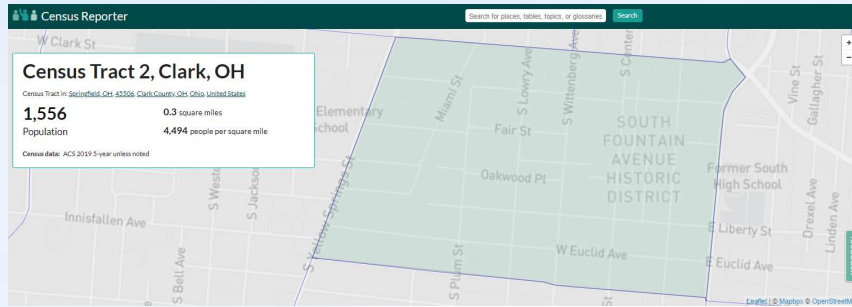 Census Reporter
Search for places, tables, topics, or glossaries
Search
Census Tract 2, Clark, OH
Census Tract in: Springfield, OH, 45506, Clark County, OH, Ohio, United States
1,556
Population
0.3 square miles
4,494 people per square mile
Census data: ACS 2019 5-year unless noted
W Clark St
Elementary
School
S Yellow Springs St
Miami St
S Lowry Ave
S Wittenberg Ave
S Center
Fair St
Oakwood Pl
SOUTH
FOUNTAIN
AVENUE
HISTORIC
DISTRICT
Vine St
Gallagher St
Former South
High School
Drexel Ave
Linden Ave
E Liberty St
E Euclid Ave
W Euclid Ave
S Plum St
St
Innisfallen Ave
S Bell Ave
S Weste
S Jackson
+
−
Leaflet | © Mapbox © OpenStreetM